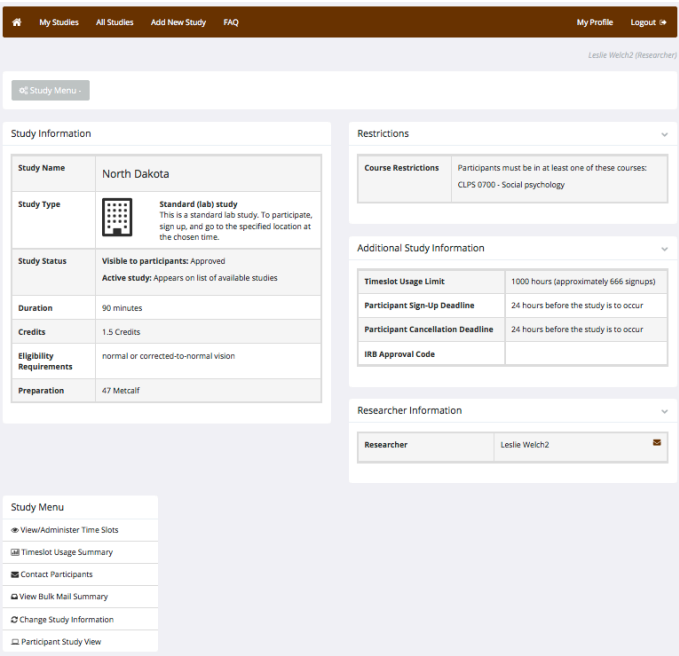 My Studies All Studies Add New Study FAQ My Profile Logout
Leslie Welch2 (Researcher)
Study Menu -
Study Information
Study Name North Dakota
Study Type Standard (lab) study
This is a standard lab study. To participate,
sign up, and go to the specified location at
the chosen time.
Study Status Visible to participants: Approved
Active study: Appears on list of available studies
Duration 90 minutes
Credits 1.5 Credits
Eligibility normal or corrected-to-normal vision
Requirements
Preparation 47 Metcalf
Restrictions
Course Restrictions Participants must be in at least one of these courses:
CLPS 0700 - Social psychology
Additional Study Information
Timeslot Usage Limit 1000 hours (approximately 666 signups)
Participant Sign-Up Deadline 24 hours before the study is to occur
Participant Cancellation Deadline 24 hours before the study is to occur
IRB Approval Code
Researcher Information
Researcher Leslie Welch2
Study Menu
View/Administer Time Slots
Timeslot Usage Summary
Contact Participants
View Bulk Mail Summary
Change Study Information
Participant Study View